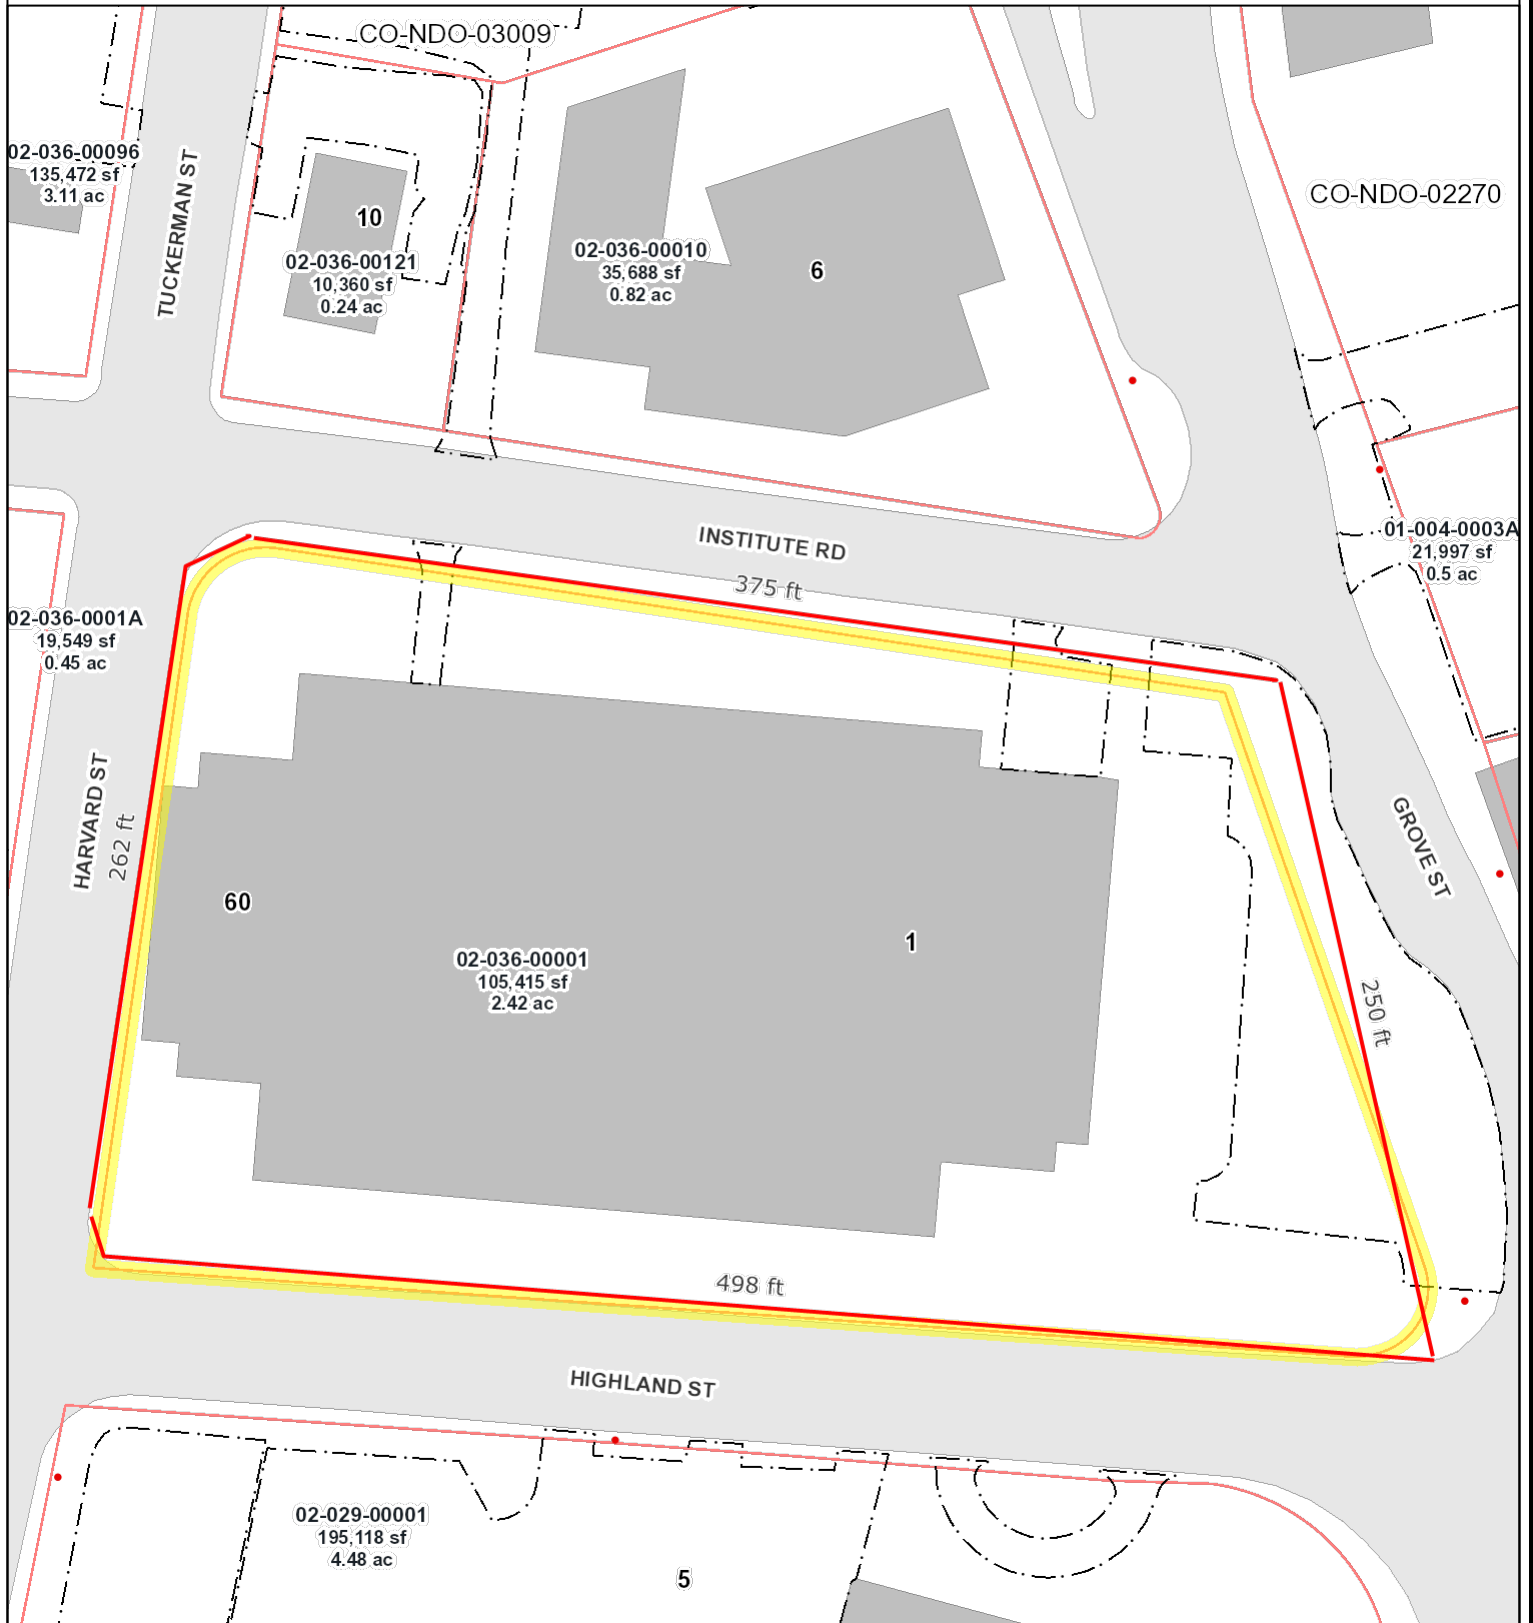 CO-NDO-03009
02-036-00096
135,472 sf
3.11 ac
TUCKERMAN ST
10
02-036-00121
10,360 sf
0.24 ac
02-036-00010
35,688 sf
0.82 ac
6
CO-NDO-02270
INSTITUTE RD
375 ft
01-004-0003A
21,997 sf
0.5 ac
02-036-0001A
19,549 sf
0.45 ac
HARVARD ST
262 ft
60
02-036-00001
105,415 sf
2.42 ac
1
GROVE ST
250 ft
498 ft
HIGHLAND ST
02-029-00001
195,118 sf
4.48 ac
5